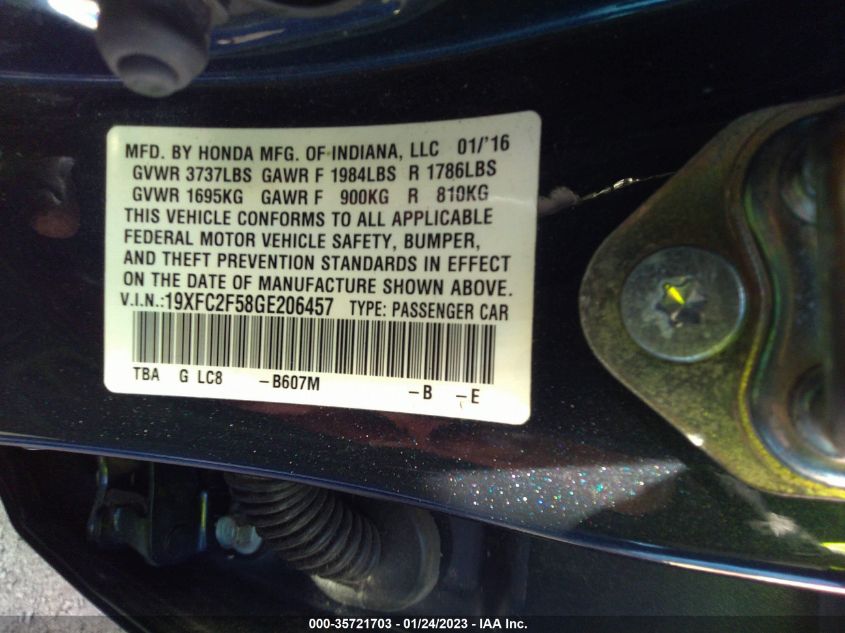 MFD. BY HONDA MFG. OF INDIANA, LLC 01/'16
GVWR 3737LBS GAWR F 1984LBS R 1786LBS
GVWR 1695KG GAWR F 900KG R 810KG
THIS VEHICLE CONFORMS TO ALL APPLICABLE
FEDERAL MOTOR VEHICLE SAFETY, BUMPER,
AND THEFT PREVENTION STANDARDS IN EFFECT
ON THE DATE OF MANUFACTURE SHOWN ABOVE.
V.I.N.:19XFC2F58GE206457 TYPE: PASSENGER CAR
TBA G LC8 -B607M -B -E
000-35721703 - 01/24/2023 - IAA Inc.